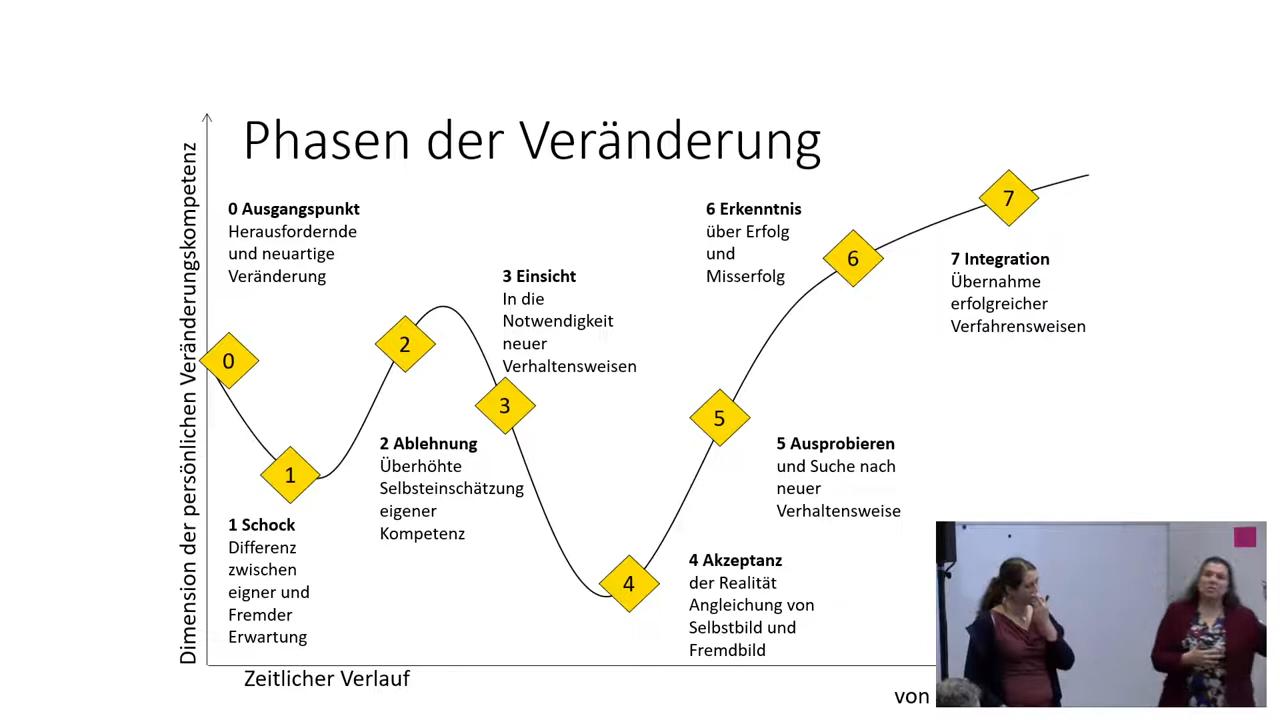 Phasen der Veränderung
Dimension der persönlichen Veränderungskompetenz
0 Ausgangspunkt
Herausfordernde
und neuartige
Veränderung
0
1
1 Schock
Differenz
zwischen
eigner und
Fremder
Erwartung
2
2 Ablehnung
Überhöhte
Selbsteinschätzung
eigener
Kompetenz
3 Einsicht
In die
Notwendigkeit
neuer
Verhaltensweisen
3
4
4 Akzeptanz
der Realität
Angleichung von
Selbstbild und
Fremdbild
5
5 Ausprobieren
und Suche nach
neuer
Verhaltensweise
6 Erkenntnis
über Erfolg
und
Misserfolg
6
7
7 Integration
Übernahme
erfolgreicher
Verfahrensweisen
Zeitlicher Verlauf
von